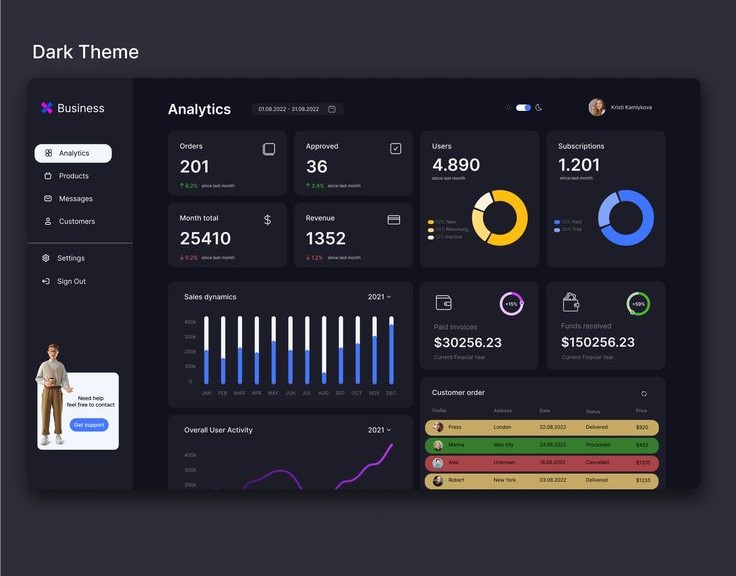 Dark Theme
Business
Analytics
Products
Messages
Customers
Settings
Sign Out
Need help
feel free to contact
Get support
Analytics
01.08.2022 - 31.08.2022
Kristi Kamlykova
Orders
201
8.2% since last month
Approved
36
3.4% since last month
Month total
25410
0.2% since last month
Revenue
1352
1.2% since last month
Users
4.890
since last month
New
Returning
Inactive
Subscriptions
1.201
since last month
Paid
Trial
Sales dynamics
2021
400k
300k
200k
100k
0
JAN FEB MAR APR MAY JUN JUL AUG SEP OCT NOV DEC
+15%
Paid Invoices
$30256.23
Current Finacial Year
+59%
Funds received
$150256.23
Current Finacial Year
Overall User Activity
2021
400k
300k
200k
Customer order
Profile Address Date Status Price
Press London 22.08.2022 Delivered $920
Marina Man city 24.08.2022 Processed $452
Alex Unknown 18.08.2022 Cancelled $1200
Robert New York 03.08.2022 Delivered $1235